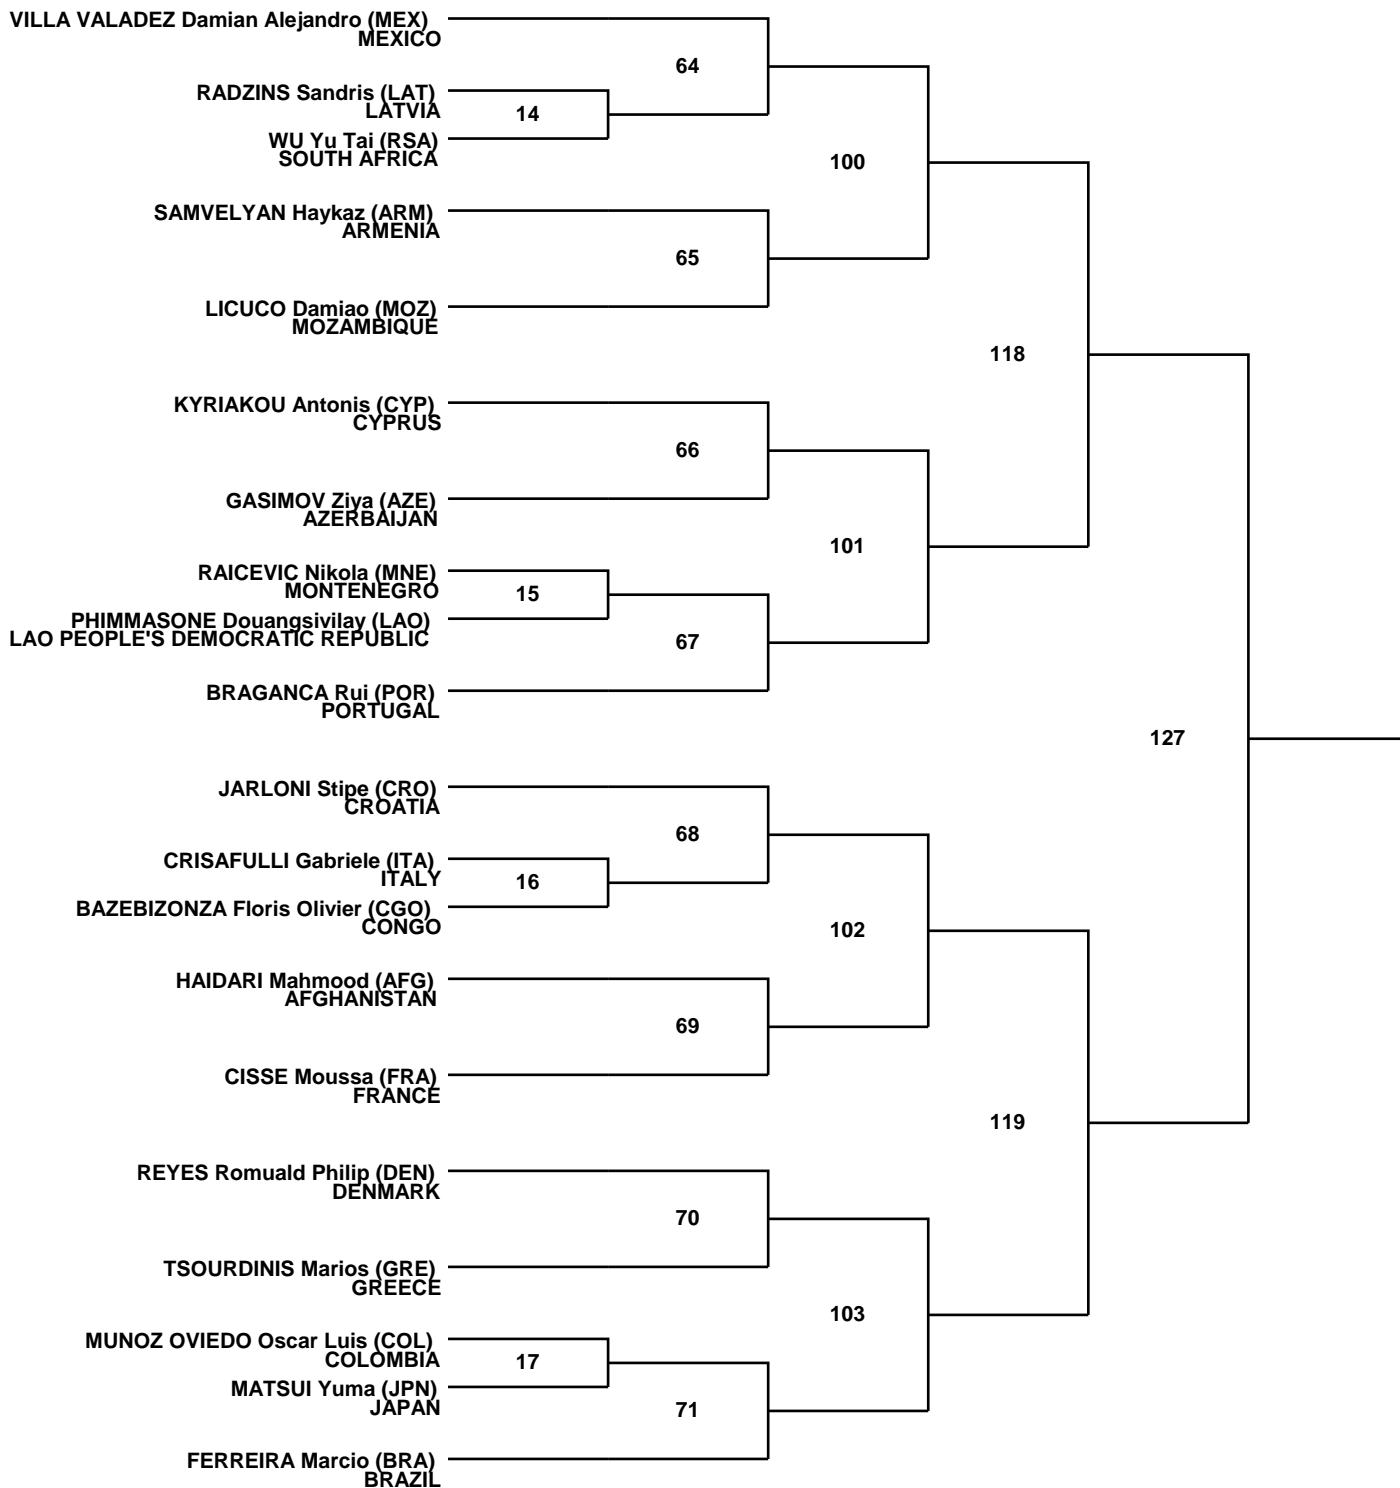 VILLA VALADEZ Damian Alejandro (MEX)
MEXICO
64
RADZINS Sandris (LAT)
LATVIA
14
WU Yu Tai (RSA)
SOUTH AFRICA
100
SAMVELYAN Haykaz (ARM)
ARMENIA
65
LICUCO Damiao (MOZ)
MOZAMBIQUE
118
KYRIAKOU Antonis (CYP)
CYPRUS
66
GASIMOV Ziya (AZE)
AZERBAIJAN
101
RAICEVIC Nikola (MNE)
MONTENEGRO
15
PHIMMASONE Douangsivilay (LAO)
LAO PEOPLE'S DEMOCRATIC REPUBLIC
67
BRAGANCA Rui (POR)
PORTUGAL
127
JARLONI Stipe (CRO)
CROATIA
68
CRISAFULLI Gabriele (ITA)
ITALY
16
BAZEBIZONZA Floris Olivier (CGO)
CONGO
102
HAIDARI Mahmood (AFG)
AFGHANISTAN
69
CISSE Moussa (FRA)
FRANCE
119
REYES Romuald Philip (DEN)
DENMARK
70
TSOURDINIS Marios (GRE)
GREECE
103
MUNOZ OVIEDO Oscar Luis (COL)
COLOMBIA
17
MATSUI Yuma (JPN)
JAPAN
71
FERREIRA Marcio (BRA)
BRAZIL